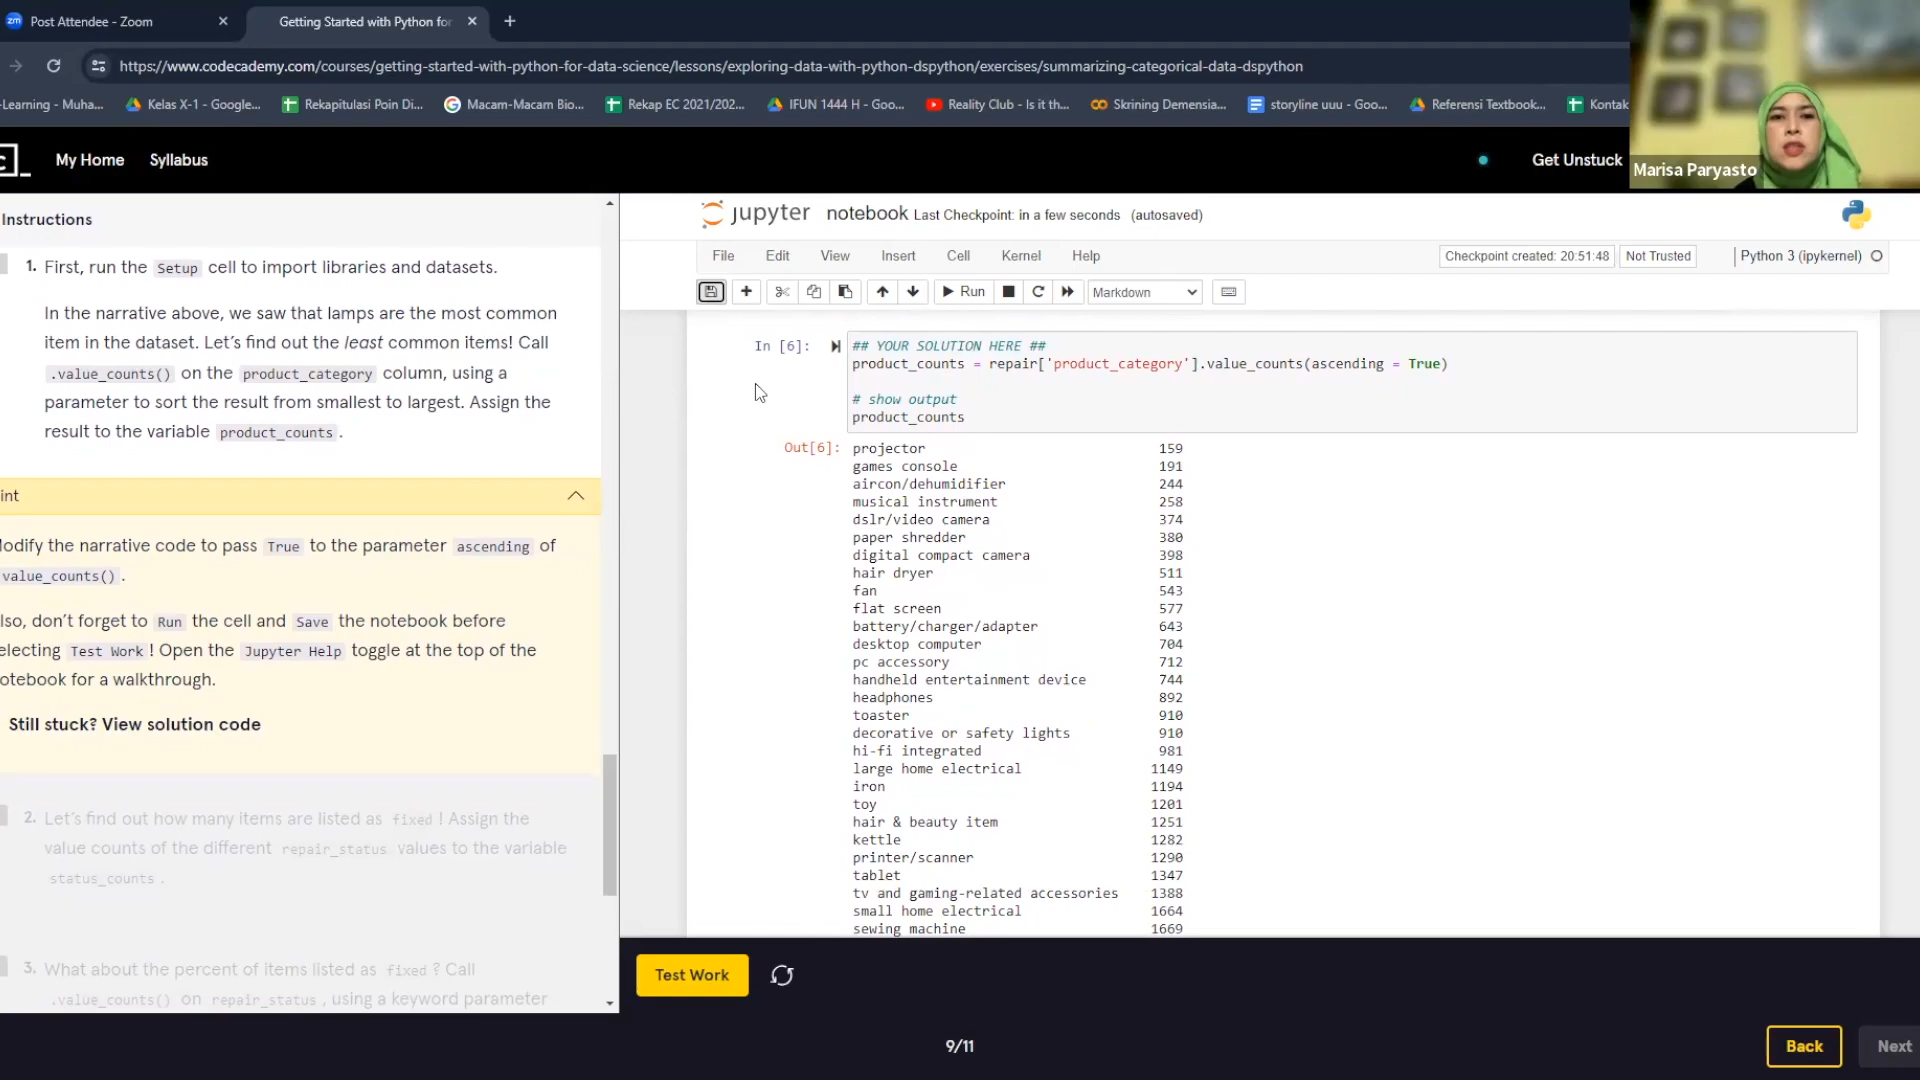 Post Attendee - Zoom
Getting Started with Python for
https://www.codecademy.com/courses/getting-started-with-python-for-data-science/lessons/exploring-data-with-python-dspython/exercises/summarizing-categorical-data-dspython
-Learning - Muha...
Kelas X-1 - Google...
Rekapitulasi Poin Di...
Macam-Macam Bio...
Rekap EC 2021/202...
IFUN 1444 H - Goo...
Reality Club - Is it th...
Skrining Demensia...
storyline uuu - Goo...
Referensi Textbook...
Kontak
Marisa Paryasto
My Home
Syllabus
Get Unstuck
Instructions
1. First, run the Setup cell to import libraries and datasets.
In the narrative above, we saw that lamps are the most common
item in the dataset. Let's find out the least common items! Call
.value_counts() on the product_category column, using a
parameter to sort the result from smallest to largest. Assign the
result to the variable product_counts.
int
odify the narrative code to pass True to the parameter ascending of
value_counts().
lso, don't forget to Run the cell and Save the notebook before
electing Test Work! Open the Jupyter Help toggle at the top of the
otebook for a walkthrough.
Still stuck? View solution code
2. Let's find out how many items are listed as fixed! Assign the
value counts of the different repair_status values to the variable
status_counts.
3. What about the percent of items listed as fixed? Call
.value_counts() on repair_status, using a keyword parameter
jupyter notebook Last Checkpoint: in a few seconds (autosaved)
File Edit View Insert Cell Kernel Help
Checkpoint created: 20:51:48
Not Trusted
Python 3 (ipykernel)
Run
Markdown
In [6]:
## YOUR SOLUTION HERE ##
product_counts = repair['product_category'].value_counts(ascending = True)
# show output
product_counts
Out[6]:
projector 159
games console 191
aircon/dehumidifier 244
musical instrument 258
dslr/video camera 374
paper shredder 380
digital compact camera 398
hair dryer 511
fan 543
flat screen 577
battery/charger/adapter 643
desktop computer 704
pc accessory 712
handheld entertainment device 744
headphones 892
toaster 910
decorative or safety lights 910
hi-fi integrated 981
large home electrical 1149
iron 1194
toy 1201
hair & beauty item 1251
kettle 1282
printer/scanner 1290
tablet 1347
tv and gaming-related accessories 1388
small home electrical 1664
sewing machine 1669
Test Work
9/11
Back
Next